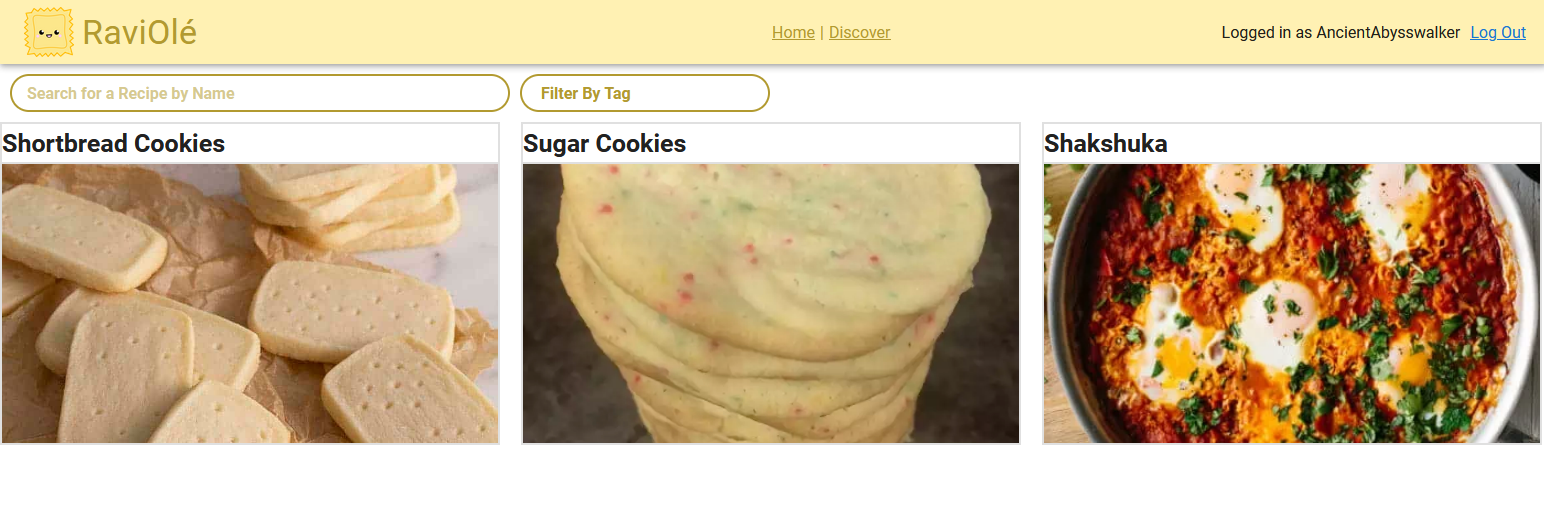 RaviOlé
Home | Discover
Logged in as AncientAbysswalker Log Out
Search for a Recipe by Name
Filter By Tag
Shortbread Cookies
Sugar Cookies
Shakshuka